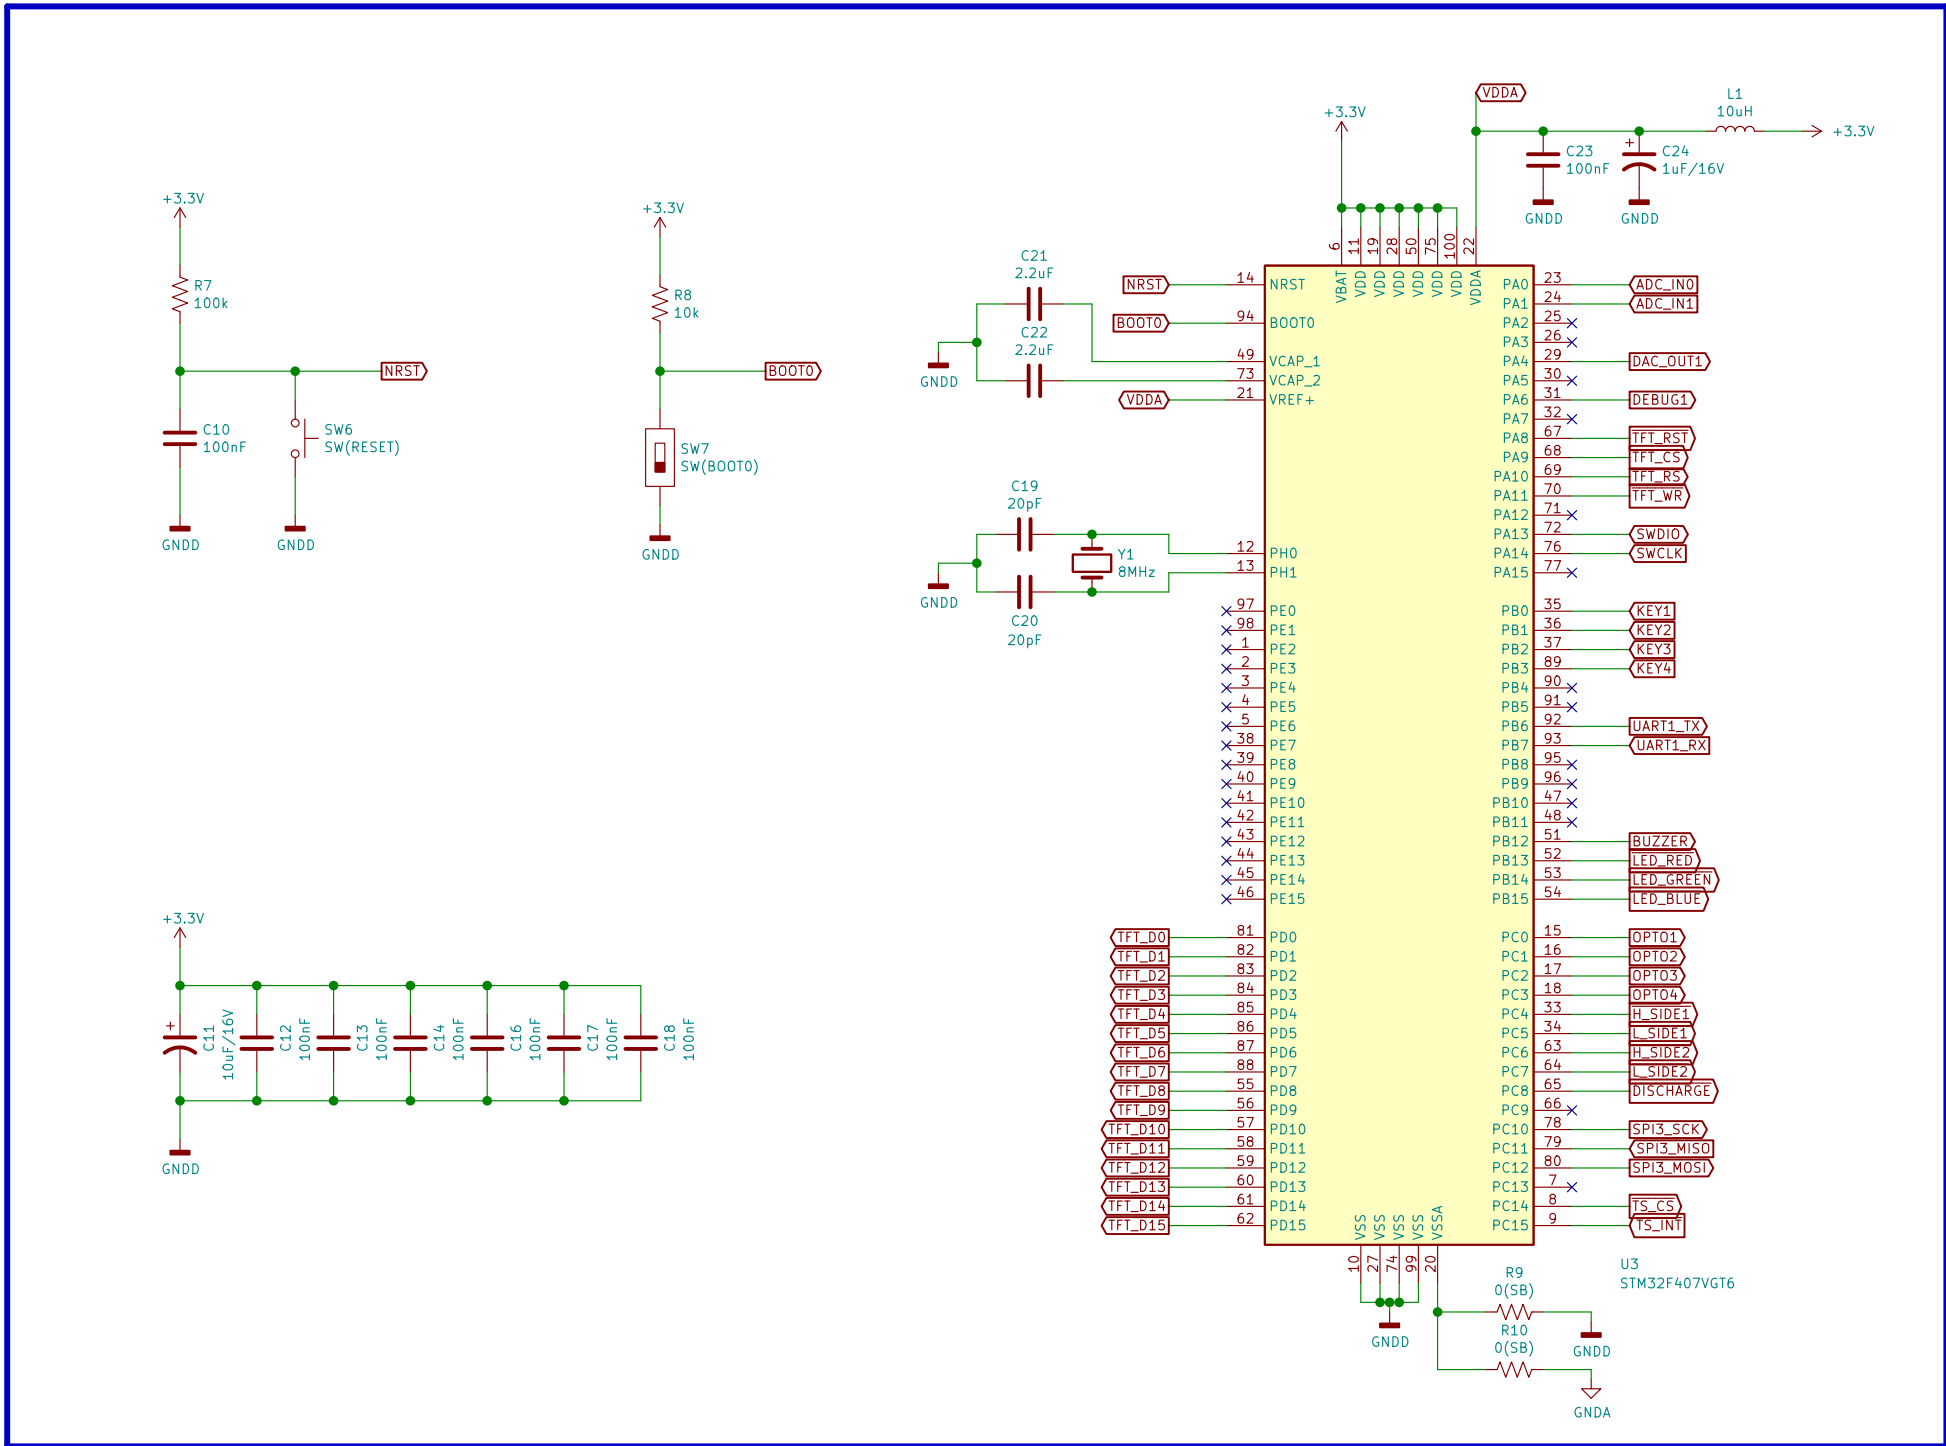 +3.3V
R7
100k
NRST
C10
100nF
SW6
SW(RESET)
GNDD
GNDD
+3.3V
R8
10k
BOOT0
SW7
SW(BOOT0)
GNDD
+3.3V
+
C11
10uF/16V
C12
100nF
C13
100nF
C14
100nF
C16
100nF
C17
100nF
C18
100nF
GNDD
C21
2.2uF
C22
2.2uF
GNDD
C19
20pF
Y1
8MHz
C20
20pF
GNDD
+3.3V
VDDA
L1
10uH
+3.3V
C23
100nF
+
C24
1uF/16V
GNDD
GNDD
6 11 19 28 50 75 100 22
VBAT VDD VDD VDD VDD VDD VDD VDDA
NRST 14 NRST
BOOT0 94 BOOT0
49 VCAP_1
73 VCAP_2
VDDA 21 VREF+
12 PH0
13 PH1
97 PE0
98 PE1
1 PE2
2 PE3
3 PE4
4 PE5
5 PE6
38 PE7
39 PE8
40 PE9
41 PE10
42 PE11
43 PE12
44 PE13
45 PE14
46 PE15
TFT_D0 81 PD0
TFT_D1 82 PD1
TFT_D2 83 PD2
TFT_D3 84 PD3
TFT_D4 85 PD4
TFT_D5 86 PD5
TFT_D6 87 PD6
TFT_D7 88 PD7
TFT_D8 55 PD8
TFT_D9 56 PD9
TFT_D10 57 PD10
TFT_D11 58 PD11
TFT_D12 59 PD12
TFT_D13 60 PD13
TFT_D14 61 PD14
TFT_D15 62 PD15
PA0 23 ADC_IN0
PA1 24 ADC_IN1
PA2 25
PA3 26
PA4 29 DAC_OUT1
PA5 30
PA6 31 DEBUG1
PA7 32
PA8 67 TFT_RST
PA9 68 TFT_CS
PA10 69 TFT_RS
PA11 70 TFT_WR
PA12 71
PA13 72 SWDIO
PA14 76 SWCLK
PA15 77
PB0 35 KEY1
PB1 36 KEY2
PB2 37 KEY3
PB3 89 KEY4
PB4 90
PB5 91
PB6 92 UART1_TX
PB7 93 UART1_RX
PB8 95
PB9 96
PB10 47
PB11 48
PB12 51 BUZZER
PB13 52 LED_RED
PB14 53 LED_GREEN
PB15 54 LED_BLUE
PC0 15 OPTO1
PC1 16 OPTO2
PC2 17 OPTO3
PC3 18 OPTO4
PC4 33 H_SIDE1
PC5 34 L_SIDE1
PC6 63 H_SIDE2
PC7 64 L_SIDE2
PC8 65 DISCHARGE
PC9 66
PC10 78 SPI3_SCK
PC11 79 SPI3_MISO
PC12 80 SPI3_MOSI
PC13 7
PC14 8 TS_CS
PC15 9 TS_INT
VSS VSS VSS VSS VSSA
10 27 74 99 20
GNDD
U3
STM32F407VGT6
R9
0(SB)
GNDD
R10
0(SB)
GNDA